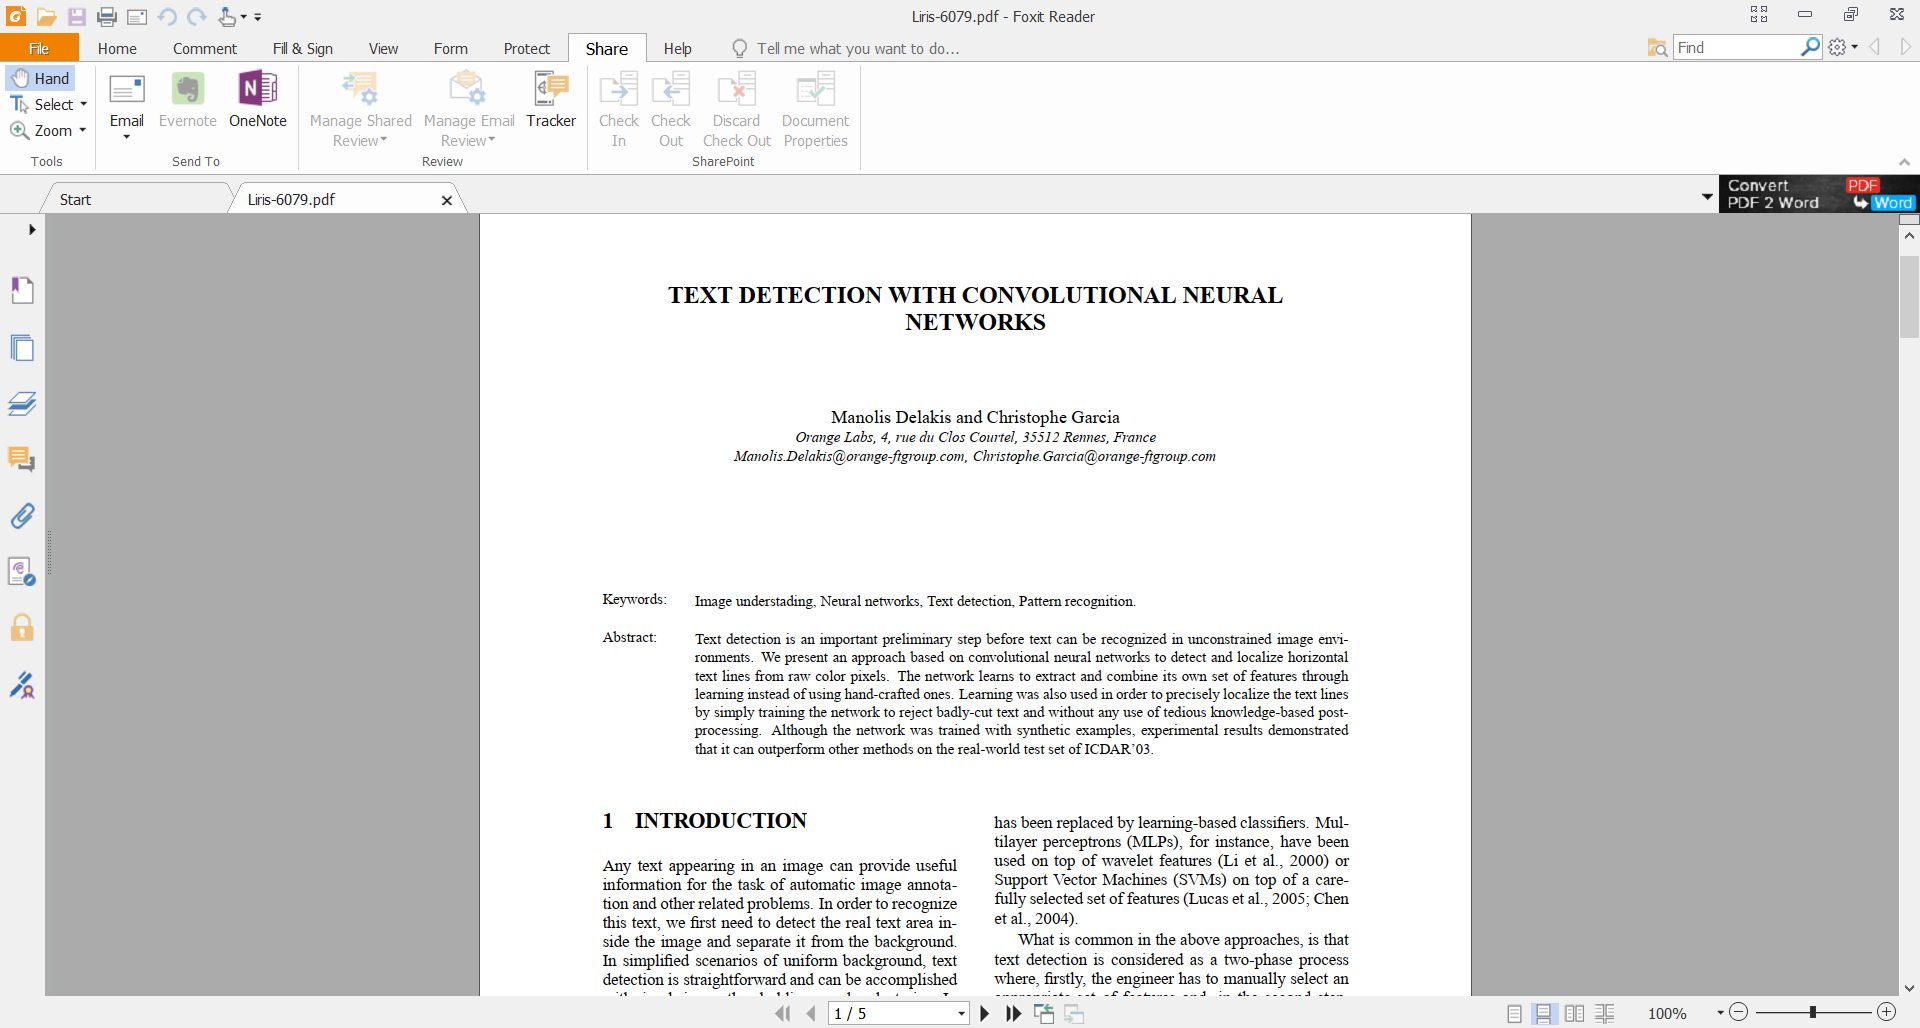 Liris-6079.pdf - Foxit Reader
File Home Comment Fill & Sign View Form Protect Share Help Tell me what you want to do... Find
Hand
Select
Zoom
Tools
Email
Evernote
OneNote
Send To
Manage Shared
Review
Manage Email
Review
Tracker
Review
Check
In
Check
Out
Discard
Check Out
Document
Properties
SharePoint
Start
Liris-6079.pdf
Convert PDF
PDF 2 Word Word
TEXT DETECTION WITH CONVOLUTIONAL NEURAL
NETWORKS
Manolis Delakis and Christophe Garcia
Orange Labs, 4, rue du Clos Courtel, 35512 Rennes, France
Manolis.Delakis@orange-ftgroup.com, Christophe.Garcia@orange-ftgroup.com
Keywords: Image understading, Neural networks, Text detection, Pattern recognition.
Abstract: Text detection is an important preliminary step before text can be recognized in unconstrained image envi-
ronments. We present an approach based on convolutional neural networks to detect and localize horizontal
text lines from raw color pixels. The network learns to extract and combine its own set of features through
learning instead of using hand-crafted ones. Learning was also used in order to precisely localize the text lines
by simply training the network to reject badly-cut text and without any use of tedious knowledge-based post-
processing. Although the network was trained with synthetic examples, experimental results demonstrated
that it can outperform other methods on the real-world test set of ICDAR'03.
1 INTRODUCTION
Any text appearing in an image can provide useful
information for the task of automatic image annota-
tion and other related problems. In order to recognize
this text, we first need to detect the real text area in-
side the image and separate it from the background.
In simplified scenarios of uniform background, text
detection is straightforward and can be accomplished
has been replaced by learning-based classifiers. Mul-
tilayer perceptrons (MLPs), for instance, have been
used on top of wavelet features (Li et al., 2000) or
Support Vector Machines (SVMs) on top of a care-
fully selected set of features (Lucas et al., 2005; Chen
et al., 2004).
What is common in the above approaches, is that
text detection is considered as a two-phase process
where, firstly, the engineer has to manually select an
1 / 5
100%